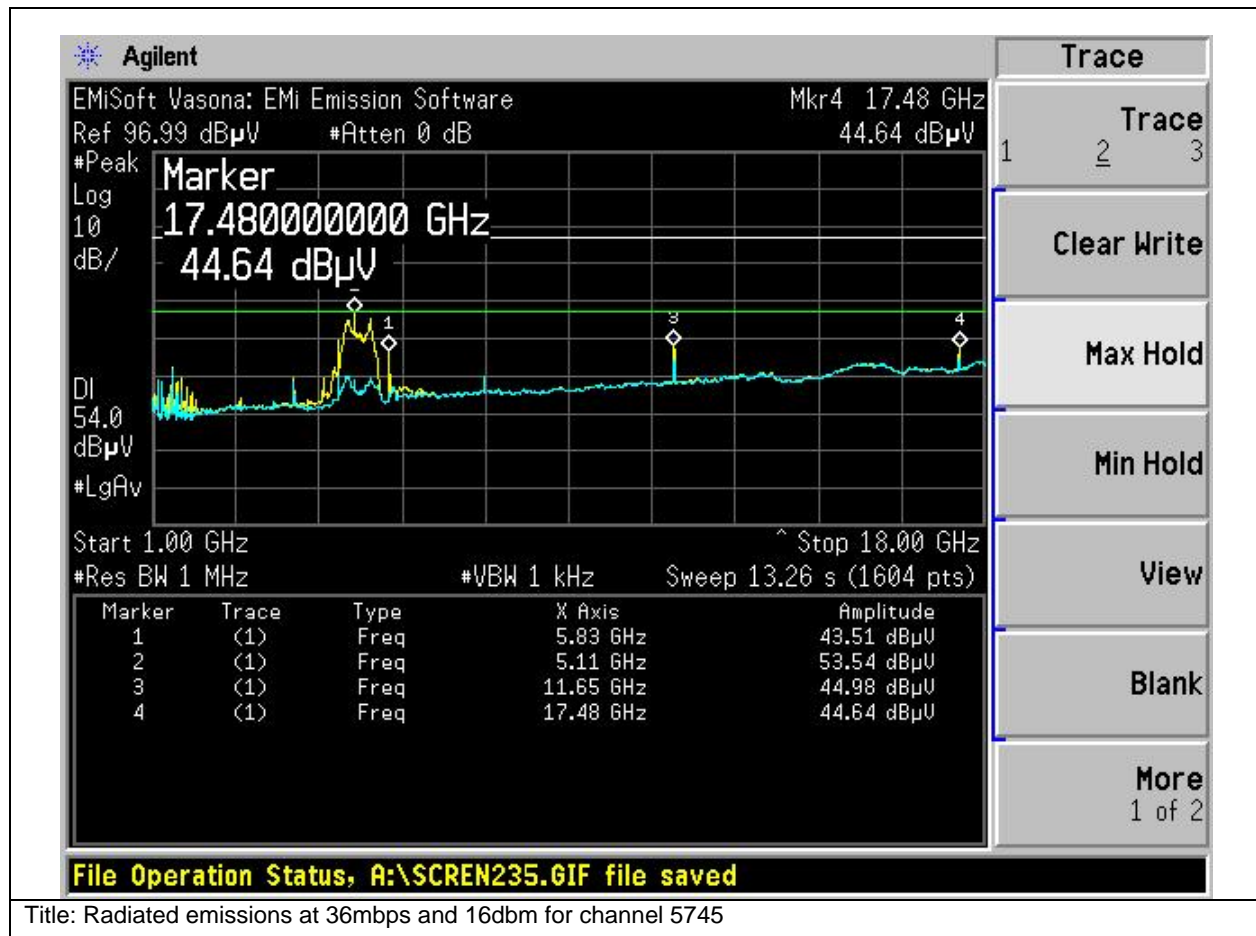 Agilent
Trace
EMiSoft Vasona: EMi Emission Software
Mkr4 17.48 GHz
Ref 96.99 dBµV #Atten 0 dB
44.64 dBµV
#Peak
Log
10
dB/
Marker
17.480000000 GHz
44.64 dBµV
1
3
4
DI
54.0
dBµV
#LgAv
Start 1.00 GHz
^ Stop 18.00 GHz
#Res BW 1 MHz
#VBW 1 kHz
Sweep 13.26 s (1604 pts)
Marker Trace Type X Axis Amplitude
1 (1) Freq 5.83 GHz 43.51 dBµV
2 (1) Freq 5.11 GHz 53.54 dBµV
3 (1) Freq 11.65 GHz 44.98 dBµV
4 (1) Freq 17.48 GHz 44.64 dBµV
Trace
1 2 3
Clear Write
Max Hold
Min Hold
View
Blank
More
1 of 2
File Operation Status, A:\SCREN235.GIF file saved
Title: Radiated emissions at 36mbps and 16dbm for channel 5745